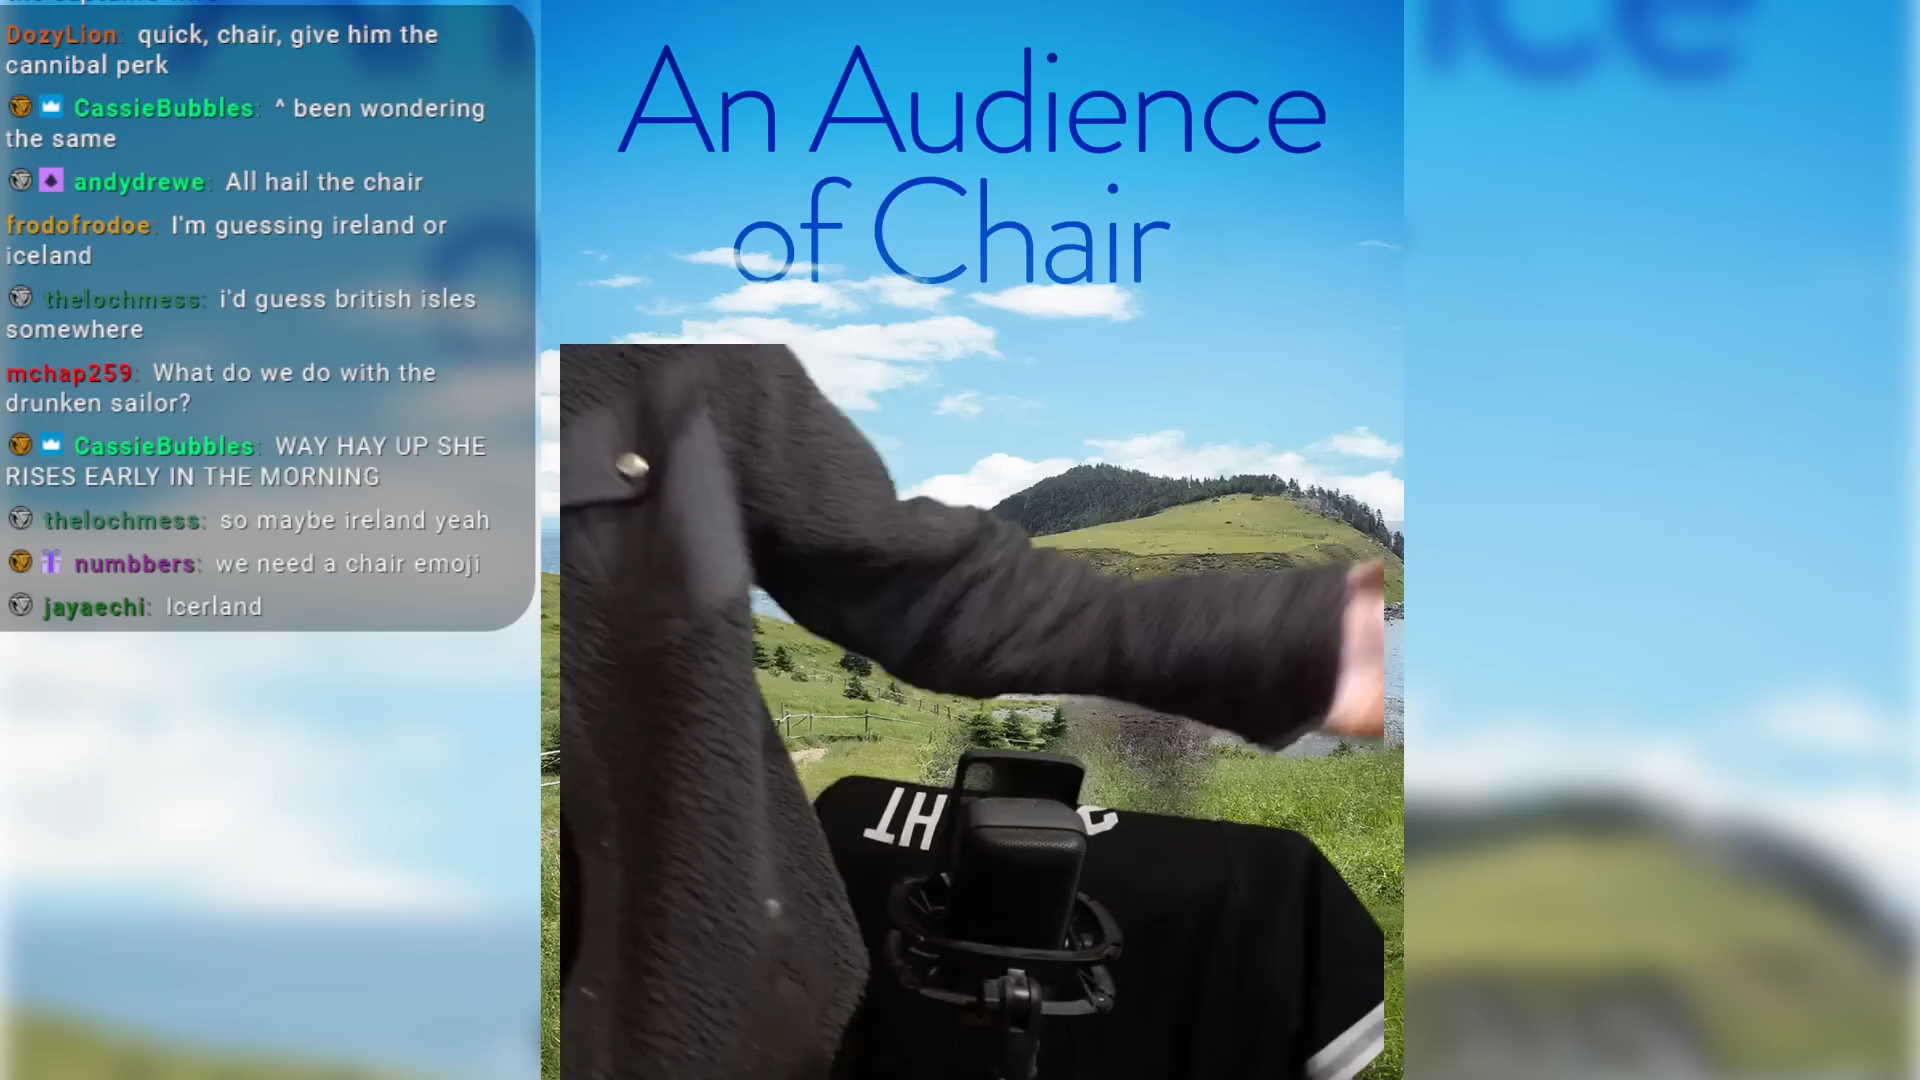 DozyLion: quick, chair, give him the
cannibal perk
CassieBubbles: ^ been wondering
the same
andydrewe: All hail the chair
frodofrodoe: I'm guessing ireland or
iceland
thelochmess: i'd guess british isles
somewhere
mchap259: What do we do with the
drunken sailor?
CassieBubbles: WAY HAY UP SHE
RISES EARLY IN THE MORNING
thelochmess: so maybe ireland yeah
numbbers: we need a chair emoji
jayaechi: Icerland
An Audience
of Chair
HT